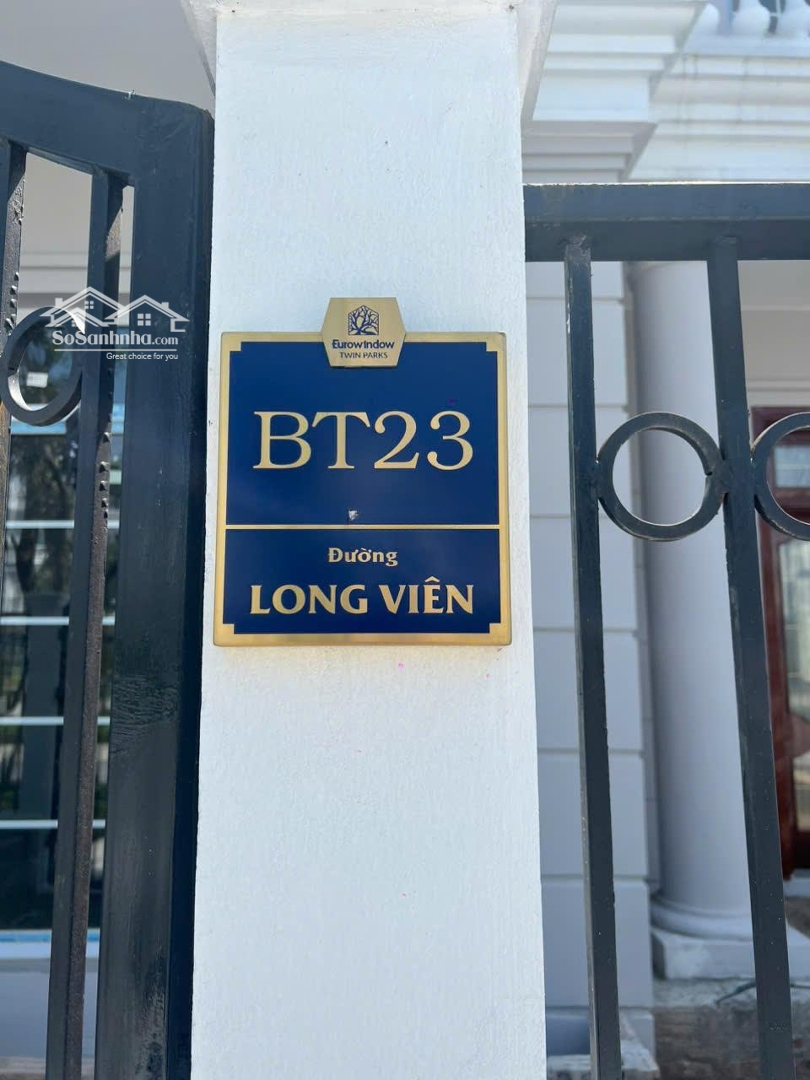 SoSanhnha.com
Great choice for you
Eurowindow
TWIN PARKS
BT23
Đường
LONG VIÊN